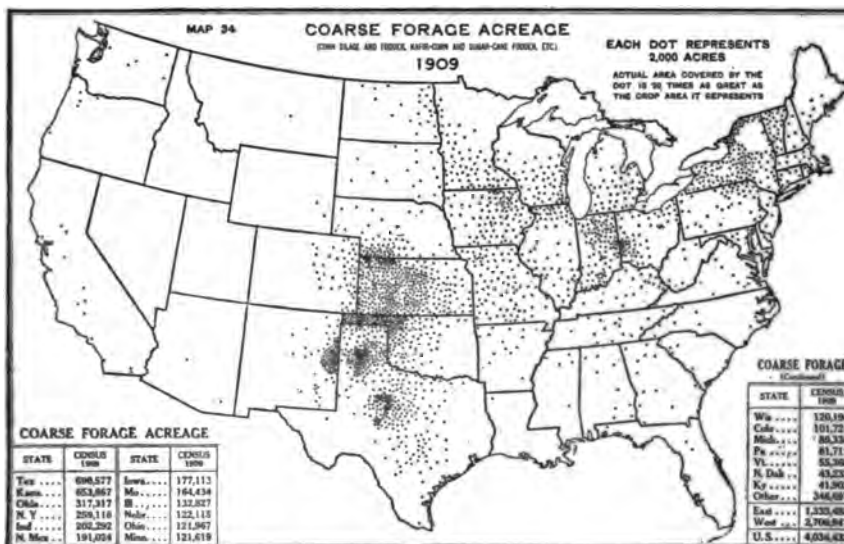 MAP 34
COARSE FORAGE ACREAGE
(CORN SILAGE AND FODDER, KAFIR-CORN AND SUGAR-CANE FODDER, ETC.)
1909
EACH DOT REPRESENTS
2,000 ACRES
ACTUAL AREA COVERED BY THE
DOT IS TIMES AS GREAT AS
THE CROP AREA IT REPRESENTS
COARSE FORAGE ACREAGE
STATE CENSUS 1909 STATE CENSUS 1909
Tex 698,577 Iowa 177,113
Kans 653,867 Mo 164,434
Ohio 317,317 Ill 132,827
N. Y 259,116 Nebr 122,113
Ind 202,292 Ohio 121,967
N. Mex 191,024 Minn 121,619
COARSE FORAGE
(Continued)
STATE CENSUS
1909
Wis
Colo
Mich
Pa
Vt
N. Dak
Ky
Other
East
West
U.S.